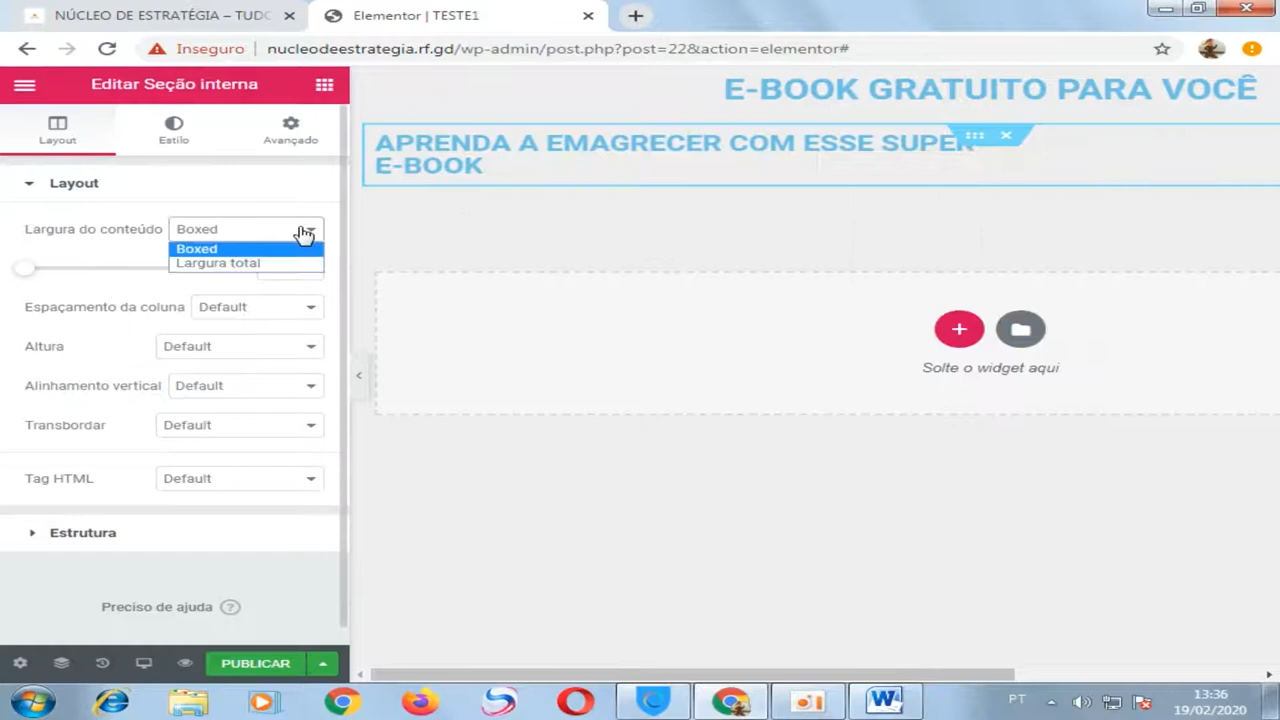 NÚCLEO DE ESTRATÉGIA – TUDO
Elementor | TESTE1
Inseguro
nucleodeestrategia.rf.gd/wp-admin/post.php?post=22&action=elementor#
Editar Seção interna
Layout
Estilo
Avançado
Layout
Largura do conteúdo
Boxed
Boxed
Largura total
Espaçamento da coluna
Default
Altura
Default
Alinhamento vertical
Default
Transbordar
Default
Tag HTML
Default
Estrutura
Preciso de ajuda
PUBLICAR
E-BOOK GRATUITO PARA VOCÊ
APRENDA A EMAGRECER COM ESSE SUPER
E-BOOK
Solte o widget aqui
PT
13:36
19/02/2020